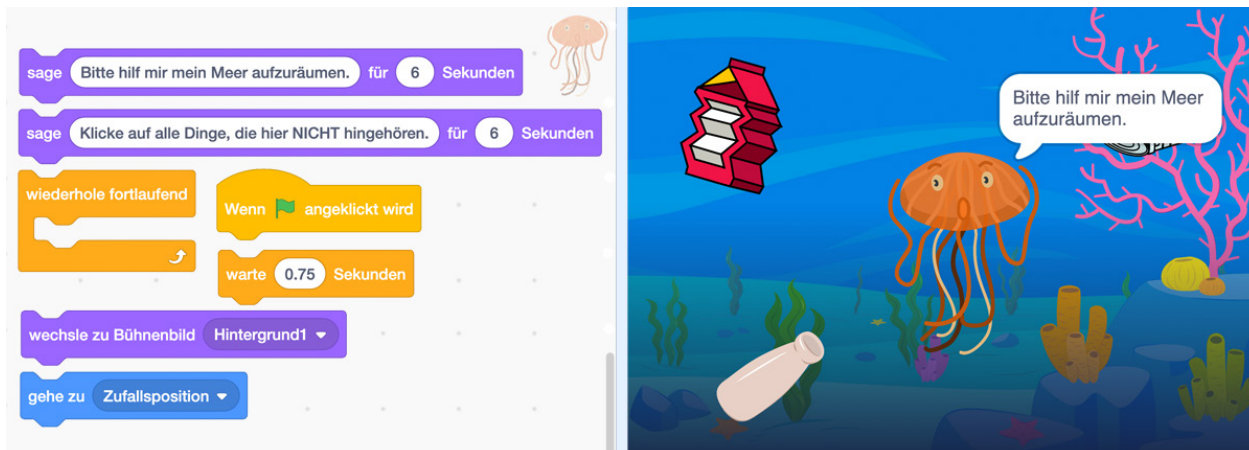 sage Bitte hilf mir mein Meer aufzuräumen. für 6 Sekunden
sage Klicke auf alle Dinge, die hier NICHT hingehören. für 6 Sekunden
wiederhole fortlaufend
Wenn angeklickt wird
warte 0.75 Sekunden
wechsle zu Bühnenbild Hintergrund1
gehe zu Zufallsposition
Bitte hilf mir mein Meer
aufzuräumen.